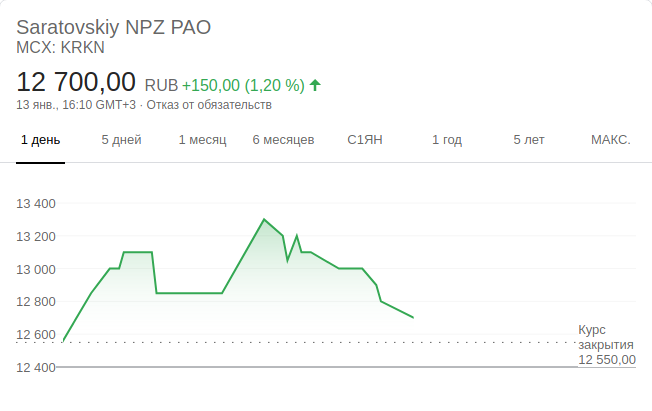 Saratovskiy NPZ PAO
MCX: KRKN
12 700,00 RUB +150,00 (1,20 %)
13 янв., 16:10 GMT+3 · Отказ от обязательств
1 день 5 дней 1 месяц 6 месяцев С1ЯН 1 год 5 лет МАКС.
13 400
13 200
13 000
12 800
12 600
Курс
закрытия
12 550,00
12 400